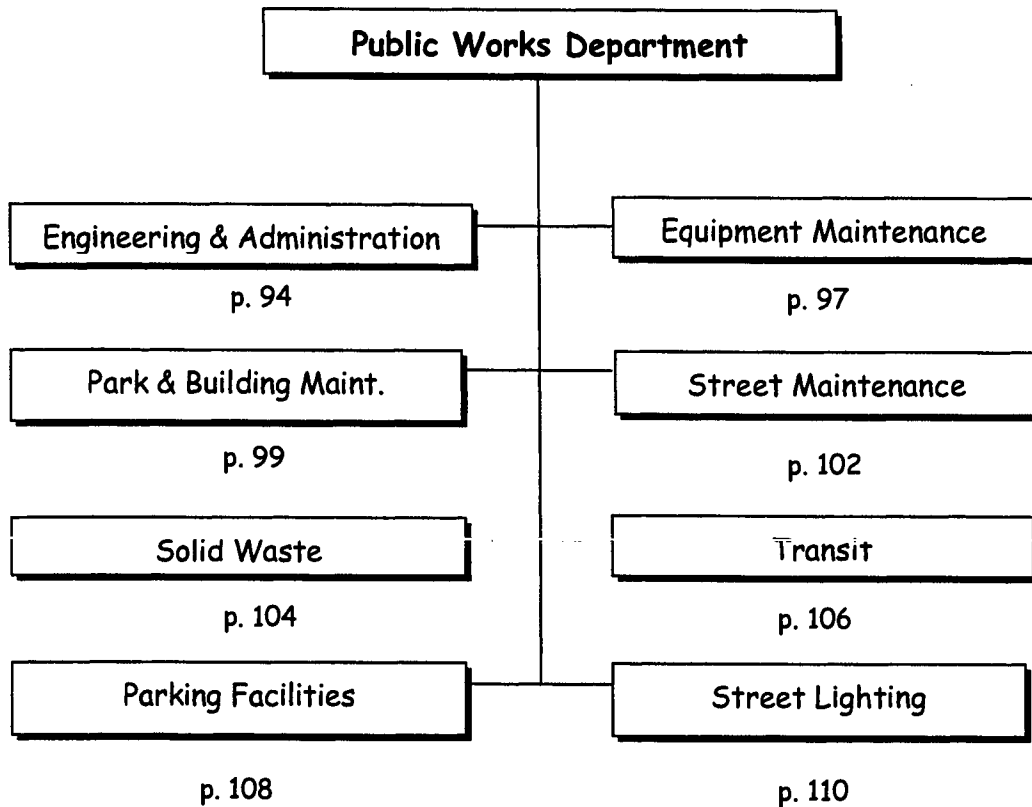 Public Works Department
Engineering & Administration
p. 94
Equipment Maintenance
p. 97
Park & Building Maint.
p. 99
Street Maintenance
p. 102
Solid Waste
p. 104
Transit
p. 106
Parking Facilities
p. 108
Street Lighting
p. 110